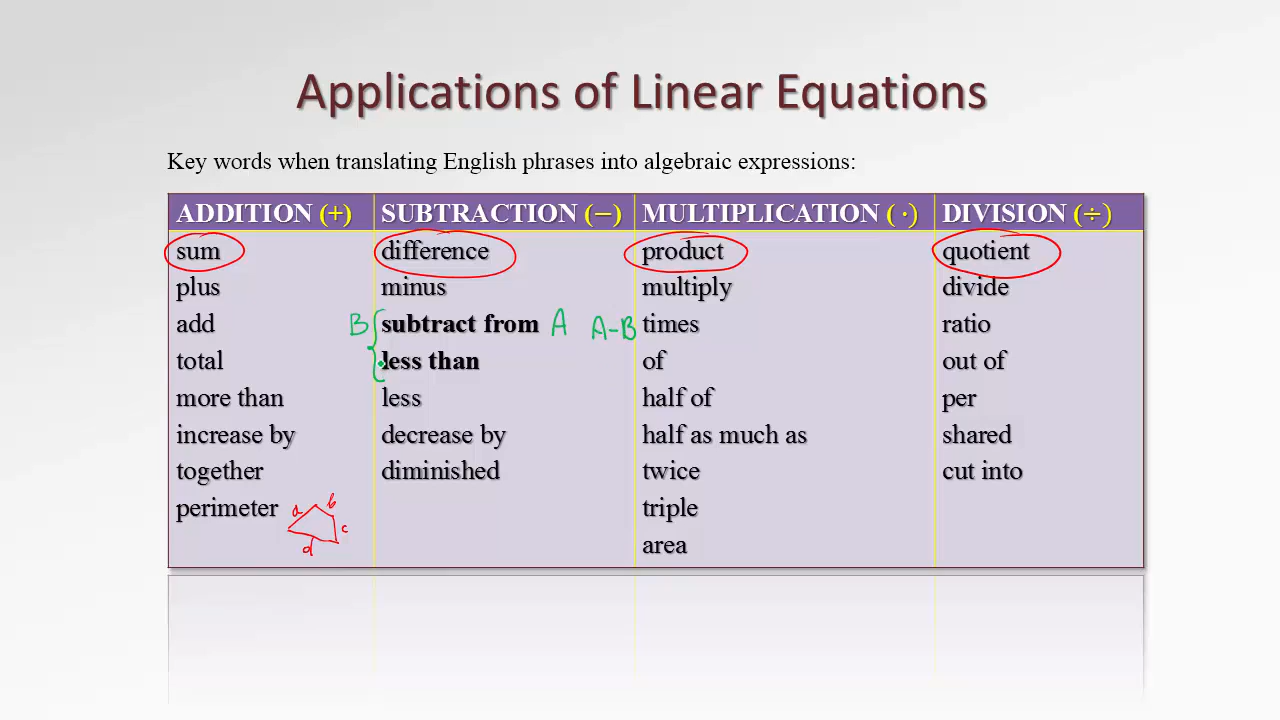 Applications of Linear Equations
Key words when translating English phrases into algebraic expressions:
ADDITION (+) SUBTRACTION (−) MULTIPLICATION ( · ) DIVISION (÷)
sum difference product quotient
plus minus multiply divide
add B subtract from A A-B times ratio
total less than of out of
more than less half of per
increase by decrease by half as much as shared
together diminished twice cut into
perimeter a b c d triple
area